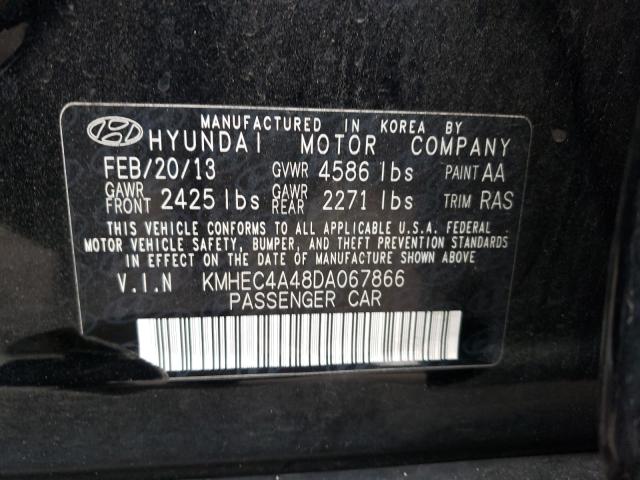 MANUFACTURED IN KOREA BY
HYUNDAI MOTOR COMPANY
FEB/20/13 GVWR 4586 lbs PAINT AA
GAWR FRONT 2425 lbs GAWR REAR 2271 lbs TRIM RAS
THIS VEHICLE CONFORMS TO ALL APPLICABLE U.S.A. FEDERAL
MOTOR VEHICLE SAFETY, BUMPER, AND THEFT PREVENTION STANDARDS
IN EFFECT ON THE DATE OF MANUFACTURE SHOWN ABOVE
V.I.N KMHEC4A48DA067866
PASSENGER CAR